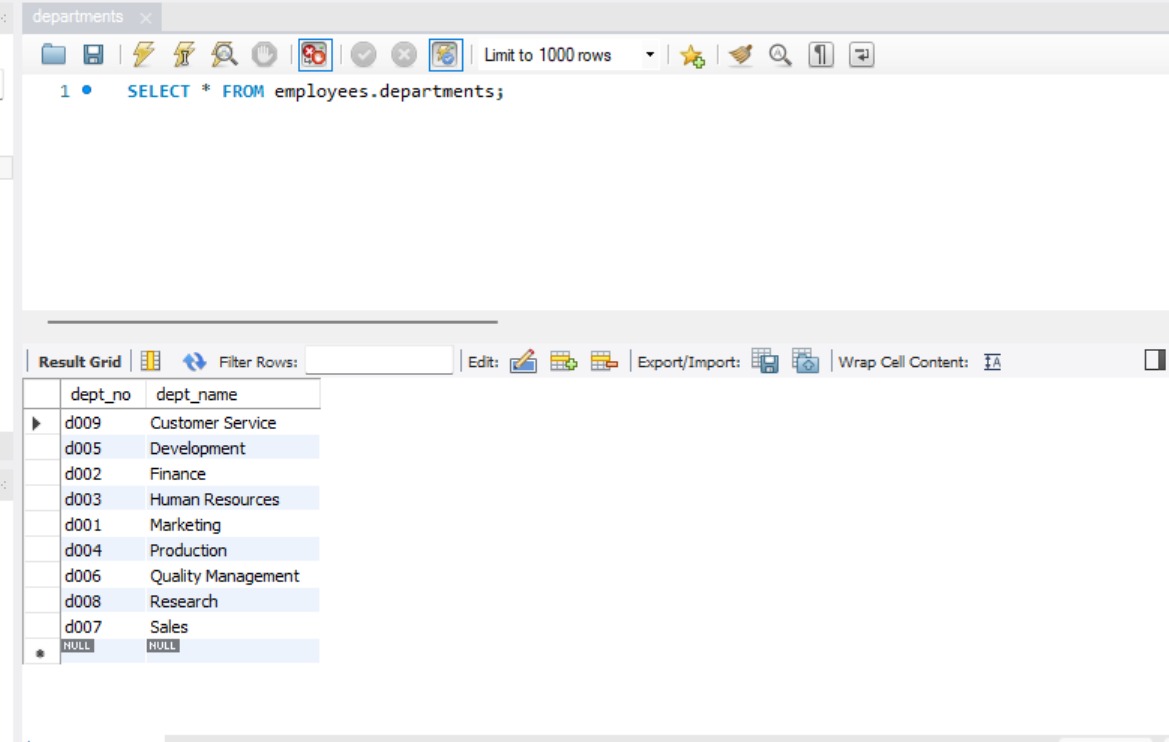 departments
Limit to 1000 rows
1 SELECT * FROM employees.departments;
Result Grid Filter Rows: Edit: Export/Import: Wrap Cell Content:
dept_no dept_name
d009 Customer Service
d005 Development
d002 Finance
d003 Human Resources
d001 Marketing
d004 Production
d006 Quality Management
d008 Research
d007 Sales
NULL NULL